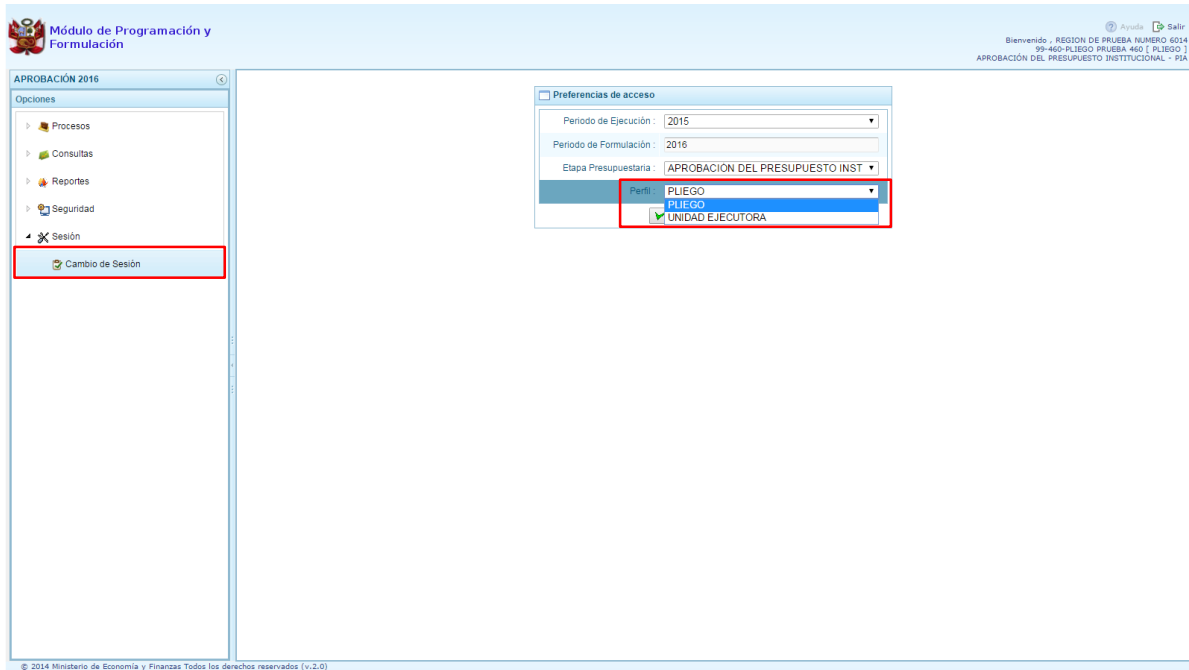 Módulo de Programación y
Formulación
Ayuda Salir
Bienvenido , REGION DE PRUEBA NUMERO 6014
99-460-PLIEGO PRUEBA 460 [ PLIEGO ]
APROBACIÓN DEL PRESUPUESTO INSTITUCIONAL - PIA
APROBACIÓN 2016
Opciones
Procesos
Consultas
Reportes
Seguridad
Sesión
Cambio de Sesión
Preferencias de acceso
Periodo de Ejecución : 2015
Periodo de Formulación : 2016
Etapa Presupuestaria : APROBACIÓN DEL PRESUPUESTO INST
Perfil : PLIEGO
PLIEGO
UNIDAD EJECUTORA
© 2014 Ministerio de Economía y Finanzas Todos los derechos reservados (v.2.0)